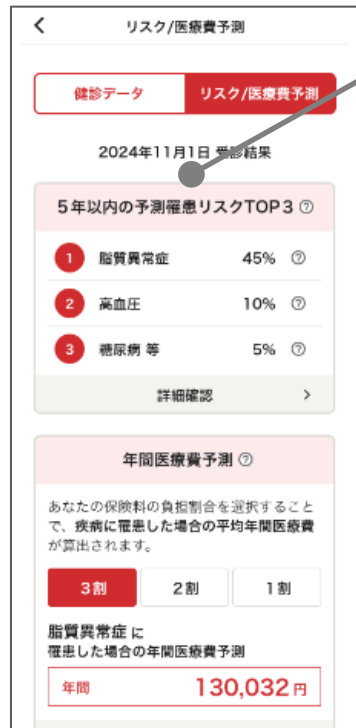 リスク/医療費予測
健診データ
リスク/医療費予測
2024年11月1日 受診結果
5年以内の予測罹患リスクTOP3
1 脂質異常症 45%
2 高血圧 10%
3 糖尿病 等 5%
詳細確認
年間医療費予測
あなたの保険料の負担割合を選択すること
で、疾病に罹患した場合の平均年間医療費
が算出されます。
3割 2割 1割
脂質異常症 に
罹患した場合の年間医療費予測
年間 130,032 円